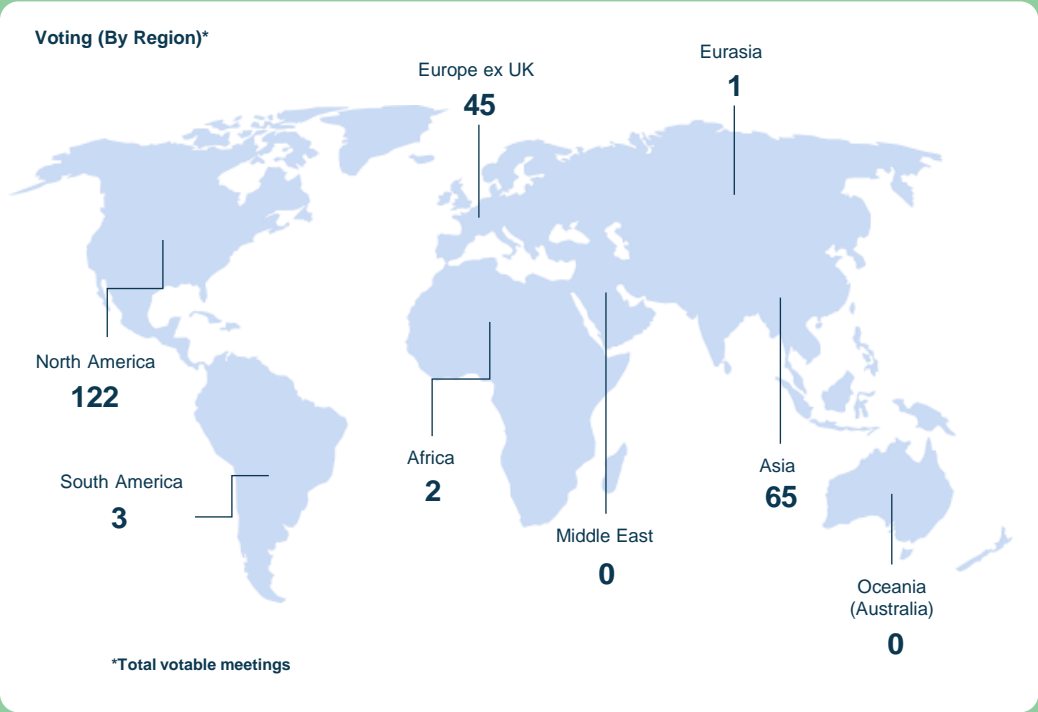 Voting (By Region)*
Eurasia
1
Europe ex UK
45
North America
122
South America
3
Africa
2
Middle East
0
Asia
65
Oceania
(Australia)
0
*Total votable meetings